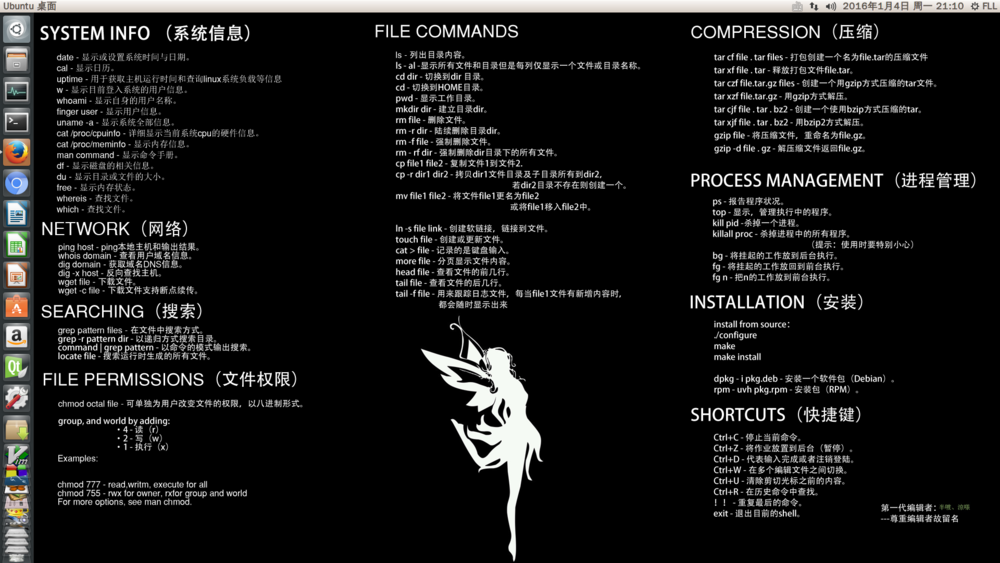 Ubuntu 桌面
2016年1月4日 周一 21:10
FLL
SYSTEM INFO （系统信息）
date - 显示或设置系统时间与日期。
cal - 显示日历。
uptime - 用于获取主机运行时间和查询linux系统负载等信息
w - 显示目前登入系统的用户信息。
whoami - 显示自身的用户名称。
finger user - 显示用户信息。
uname -a - 显示系统全部信息。
cat /proc/cpuinfo - 详细显示当前系统cpu的硬件信息。
cat /proc/meminfo - 显示内存信息。
man command - 显示命令手册。
df - 显示磁盘的相关信息。
du - 显示目录或文件的大小。
free - 显示内存状态。
whereis - 查找文件。
which - 查找文件。
NETWORK（网络）
ping host - ping本地主机和输出结果。
whois domain - 查看用户域名信息。
dig domain - 获取域名DNS信息。
dig -x host - 反向查找主机。
wget file - 下载文件。
wget -c file - 下载文件支持断点续传。
SEARCHING（搜索）
grep pattern files - 在文件中搜索方式。
grep -r pattern dir - 以递归方式搜索目录。
command | grep pattern - 以命令的模式输出搜索。
locate file - 搜索运行时生成的所有文件。
FILE PERMISSIONS（文件权限）
chmod octal file - 可单独为用户改变文件的权限，以八进制形式。
group, and world by adding:
• 4 - 读（r）
• 2 - 写（w）
• 1 - 执行（x）
Examples:
chmod 777 - read,writm, execute for all
chmod 755 - rwx for owner, rxfor group and world
For more options, see man chmod.
FILE COMMANDS
ls - 列出目录内容。
ls - al -显示所有文件和目录但是每列仅显示一个文件或目录名称。
cd dir - 切换到dir 目录。
cd - 切换到HOME目录。
pwd - 显示工作目录。
mkdir dir - 建立目录dir。
rm file - 删除文件。
rm - r dir - 陆续删除目录dir。
rm - f file - 强制删除文件。
rm - rf dir - 强制删除dir目录下的所有文件。
cp file1 file2 - 复制文件1到文件2。
cp -r dir1 dir2 - 拷贝dir1文件目录及子目录所有到dir2，
若dir2目录不存在则创建一个。
mv file1 file2 - 将文件file1更名为file2
或将file1移入file2中。
ln -s file link - 创建软链接，链接到文件。
touch file - 创建或更新文件。
cat > file - 记录的是键盘输入。
more file - 分页显示文件内容。
head file - 查看文件的前几行。
tail file - 查看文件的后几行。
tail -f file - 用来跟踪日志文件，每当file1文件有新增内容时，
都会随时显示出来
COMPRESSION（压缩）
tar cf file . tar files - 打包创建一个名为file.tar的压缩文件
tar xf file . tar - 释放打包文件file.tar。
tar czf file.tar.gz files - 创建一个用gzip方式压缩的tar件。
tar xzf file.tar.gz - 用gzip方式解压。
tar cjf file . tar . bz2 - 创建一个使用bzip方式压缩的tar。
tar xjf file . tar . bz2 - 用bzip2方式解压。
gzip file - 将压缩文件，重命名为file.gz。
gzip -d file . gz - 解压缩文件返回file.gz。
PROCESS MANAGEMENT（进程管理）
ps - 报告程序状况。
top - 显示，管理执行中的程序。
kill pid -杀掉一个进程。
killall proc - 杀掉进程中的所有程序。
（提示：使用时要特别小心）
bg - 将挂起的工作放到后台执行。
fg - 将挂起的工作放回到前台执行。
fg n - 把n的工作放到前台执行。
INSTALLATION（安装）
install from source：
./configure
make
make install
dpkg - i pkg.deb - 安装一个软件包（Debian）。
rpm - uvh pkg.rpm - 安装包（RPM）。
SHORTCUTS（快捷键）
Ctrl+C - 停止当前命令。
Ctrl+Z - 将作业放置到后台（暂停）。
Ctrl+D - 代表输入完成或者注销登陆。
Ctrl+W - 在多个编辑文件之间切换。
Ctrl+U - 清除剪切光标之前的内容。
Ctrl+R - 在历史命令中查找。
！！ - 重复最后的命令。
exit - 退出目前的shell。
第一代编辑者：
---尊重编辑者故留名